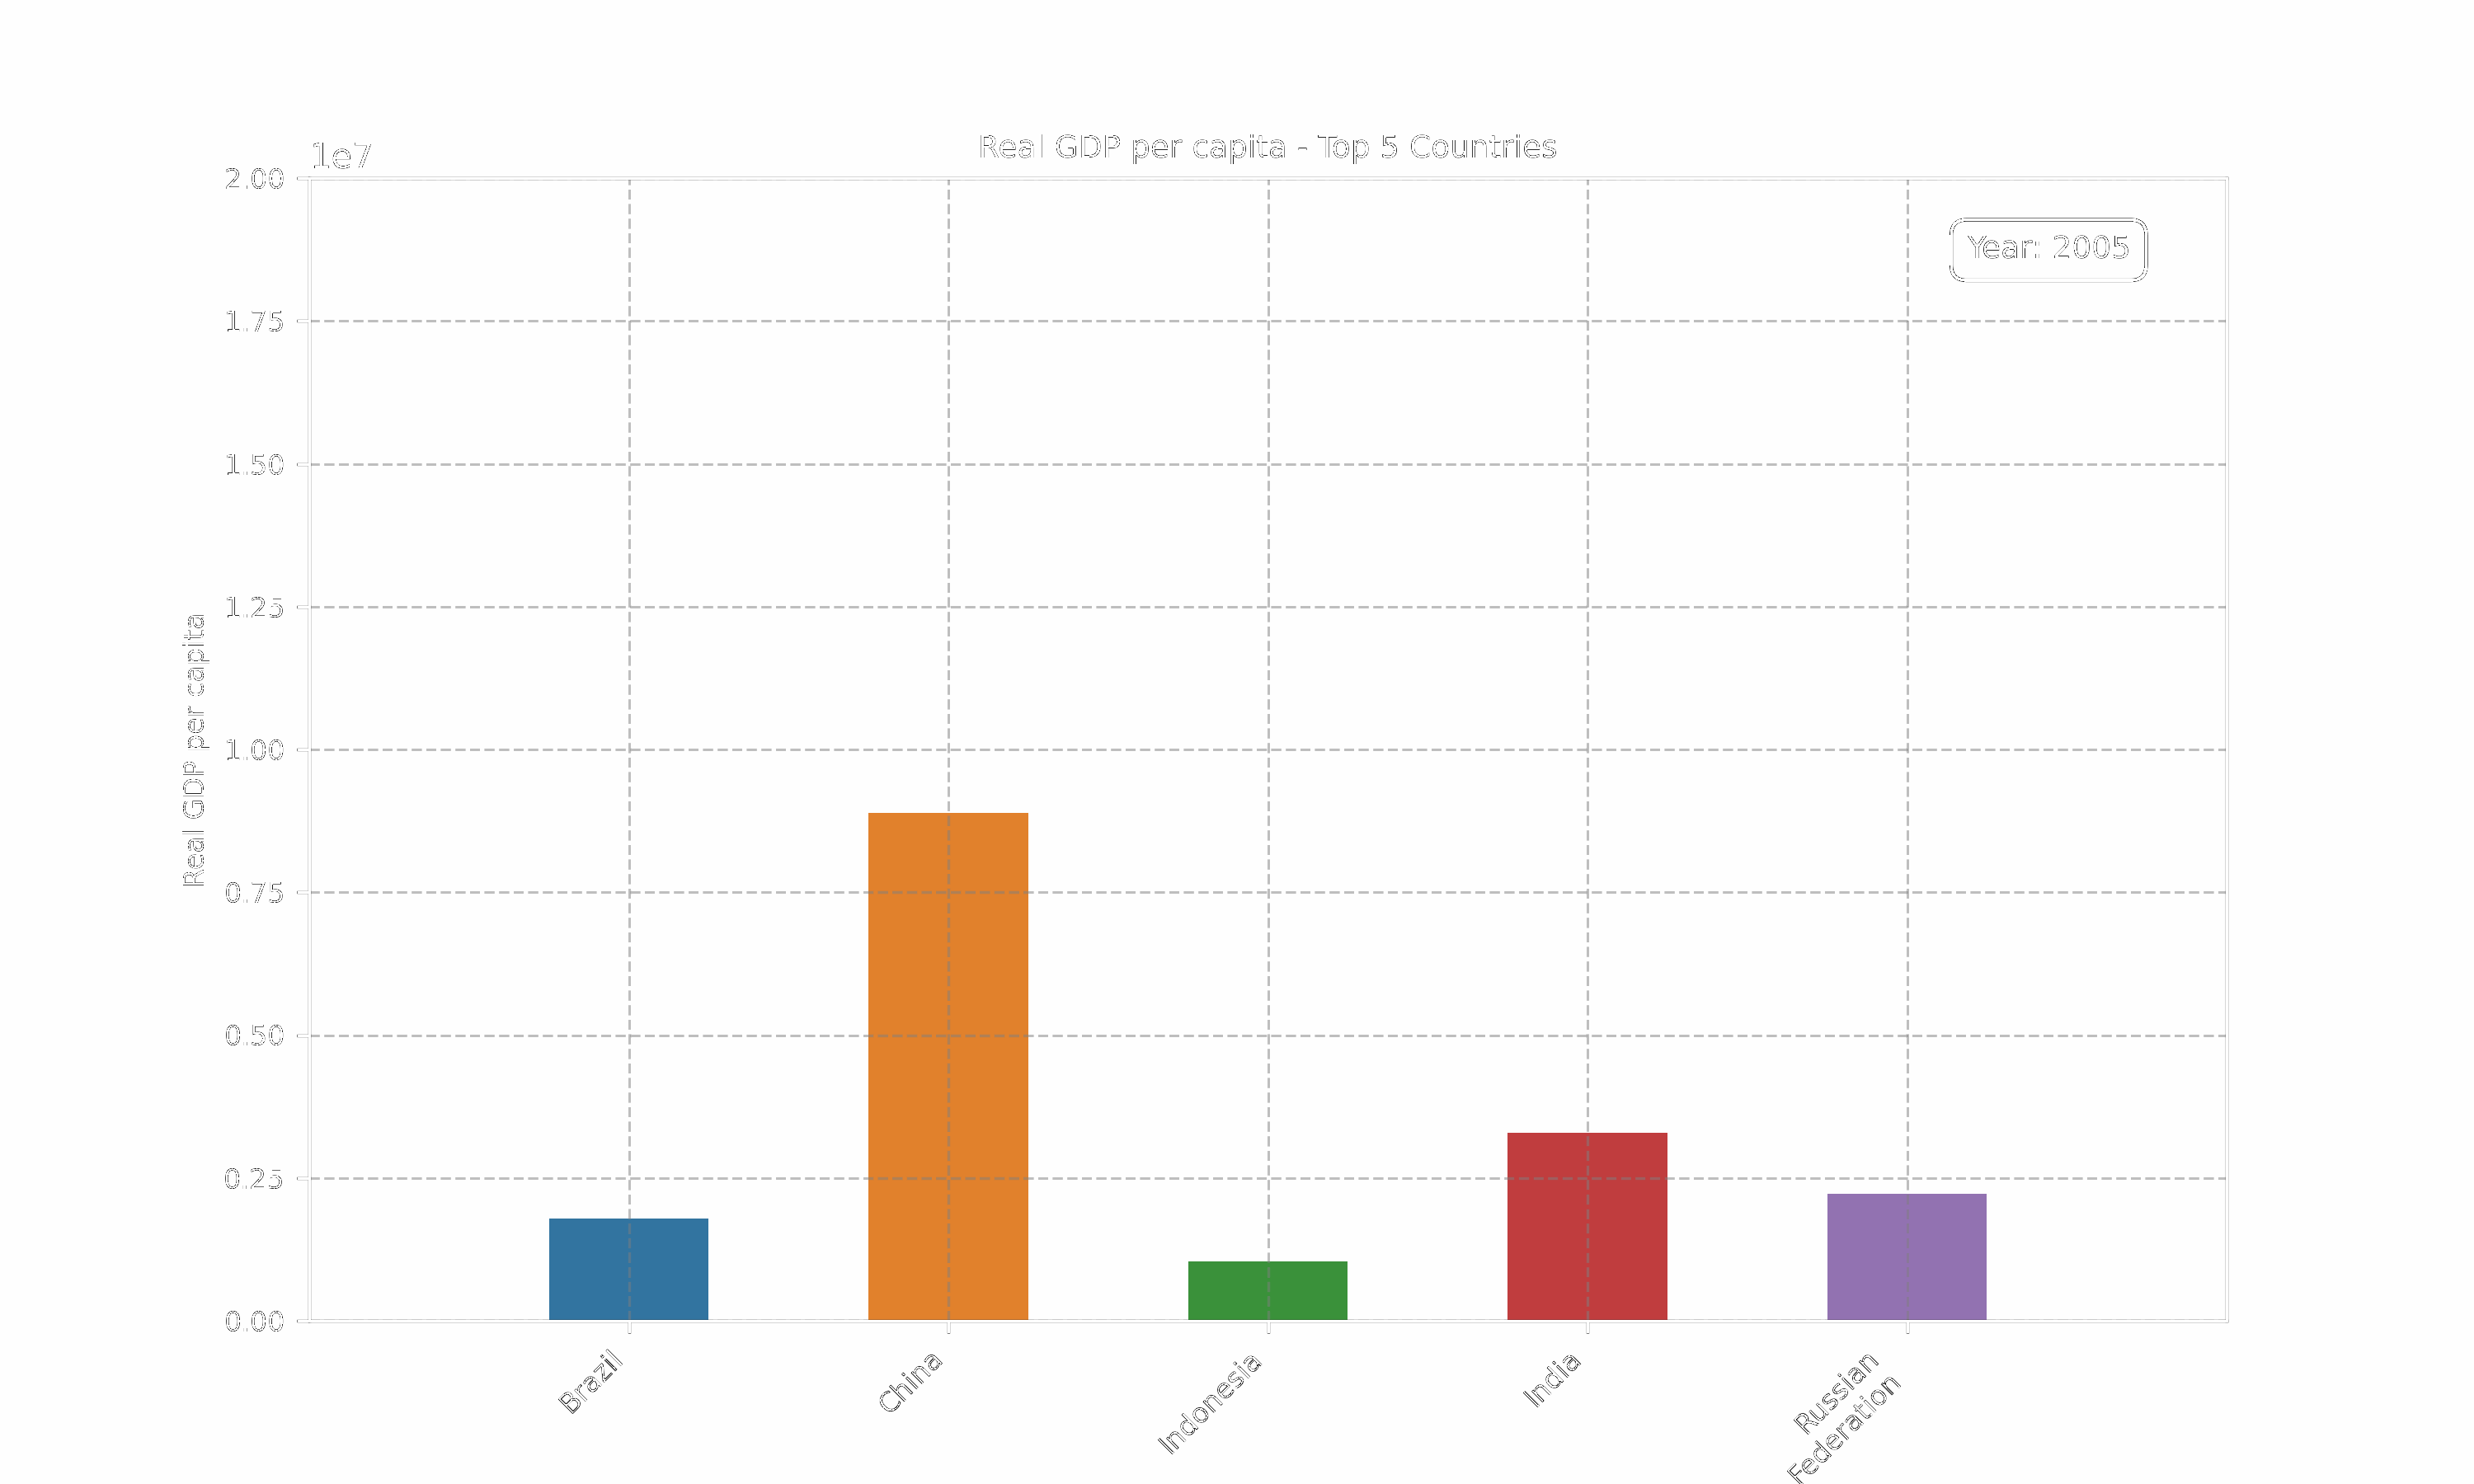 Real GDP per capita - Top 5 Countries
1e7
2.00
Year: 2005
1.75
1.50
1.25
1.00
0.75
0.50
0.25
0.00
Real GDP per capita
Brazil
China
Indonesia
India
Russian
Federation